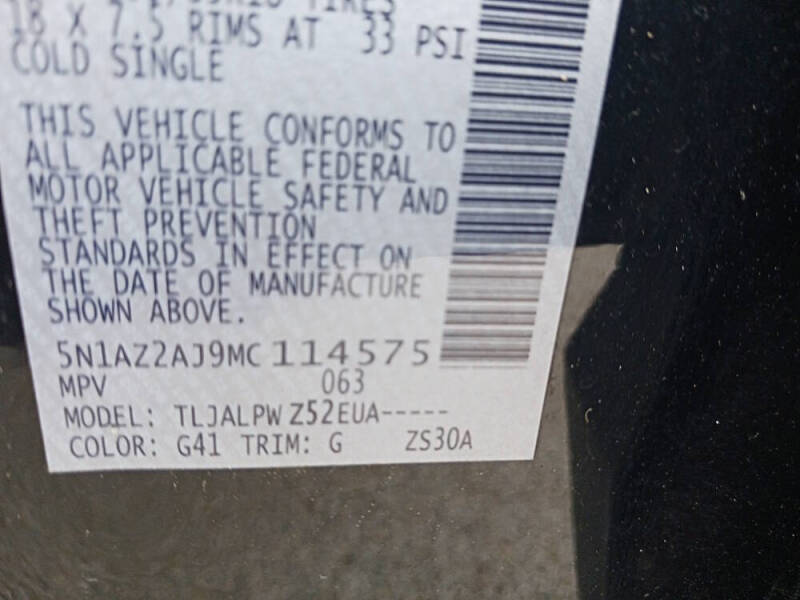 18 X 7.5 RIMS AT 33 PSI
COLD SINGLE
THIS VEHICLE CONFORMS TO
ALL APPLICABLE FEDERAL
MOTOR VEHICLE SAFETY AND
THEFT PREVENTION
STANDARDS IN EFFECT ON
THE DATE OF MANUFACTURE
SHOWN ABOVE.
5N1AZ2AJ9MC114575
MPV 063
MODEL: TLJALPW Z52EUA-----
COLOR: G41 TRIM: G ZS30A